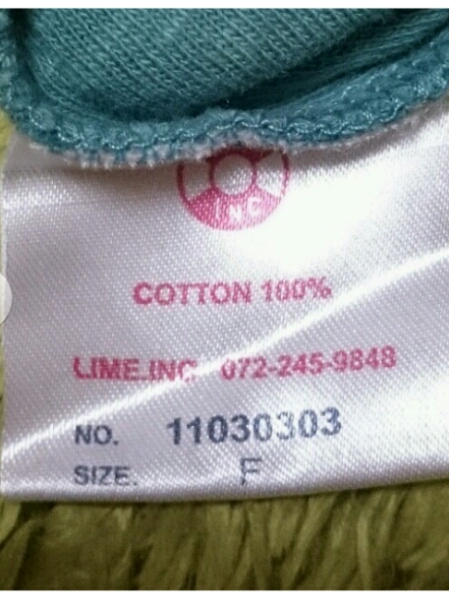 INC
COTTON 100%
LIME.INC 072-245-9848
NO. 11030303
SIZE. F